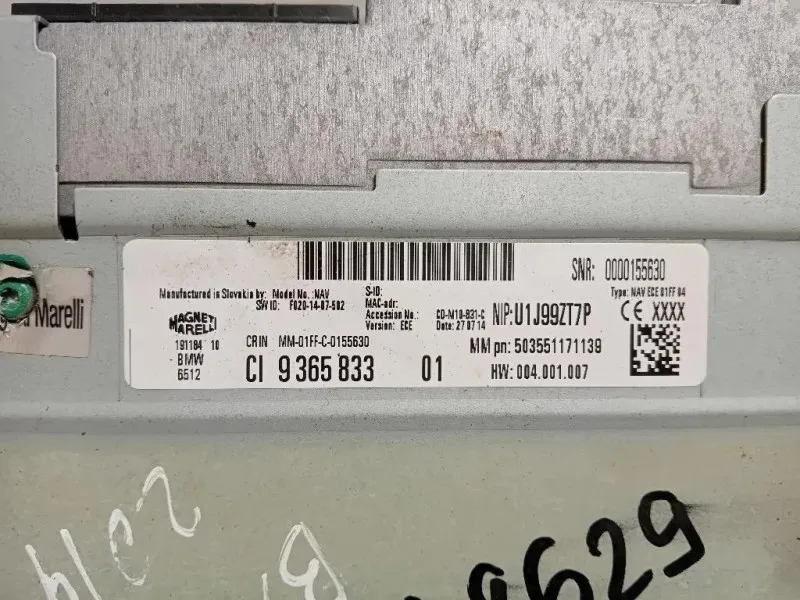 SNR: 0000155630
Manufactured in Slovakia by:
Model No.: NAV
SW ID: F020-14-07-502
S-ID:
MAC-adr:
Accession No.: CD-M10-831-C
Version: ECE Date: 27 07 14
NIP:U1J99ZT7P
Type: NAV ECE 01FF 04
CE XXXX
MAGNETI
MARELLI
191184 10
BMW
6512
CRIN MM-01FF-C-0155630
CI 9 365 833 01
MM pn: 503551171139
HW: 004.001.007
Marelli
9629